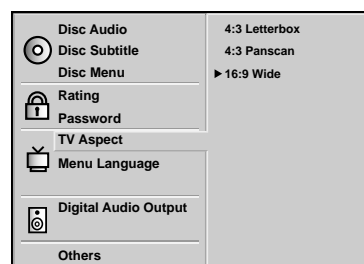 Disc Audio
Disc Subtitle
Disc Menu
Rating
Password
TV Aspect
Menu Language
Digital Audio Output
Others
4:3 Letterbox
4:3 Panscan
16:9 Wide